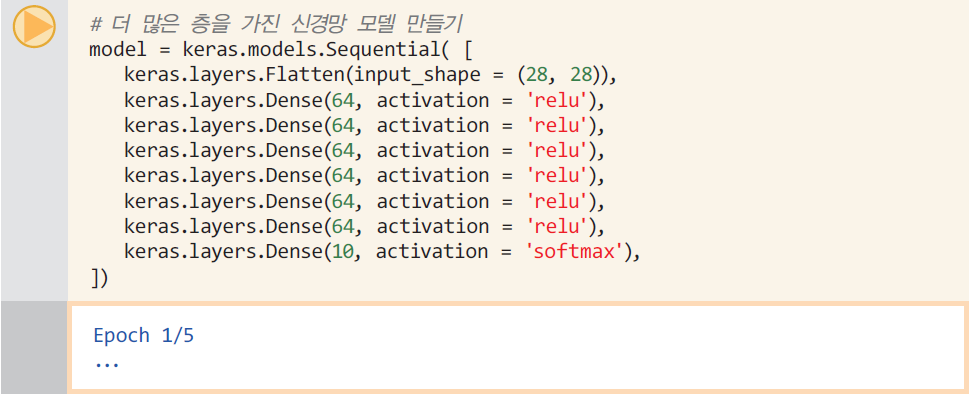 # 더 많은 층을 가진 신경망 모델 만들기
model = keras.models.Sequential( [
keras.layers.Flatten(input_shape = (28, 28)),
keras.layers.Dense(64, activation = 'relu'),
keras.layers.Dense(64, activation = 'relu'),
keras.layers.Dense(64, activation = 'relu'),
keras.layers.Dense(64, activation = 'relu'),
keras.layers.Dense(64, activation = 'relu'),
keras.layers.Dense(64, activation = 'relu'),
keras.layers.Dense(10, activation = 'softmax'),
])
Epoch 1/5
...